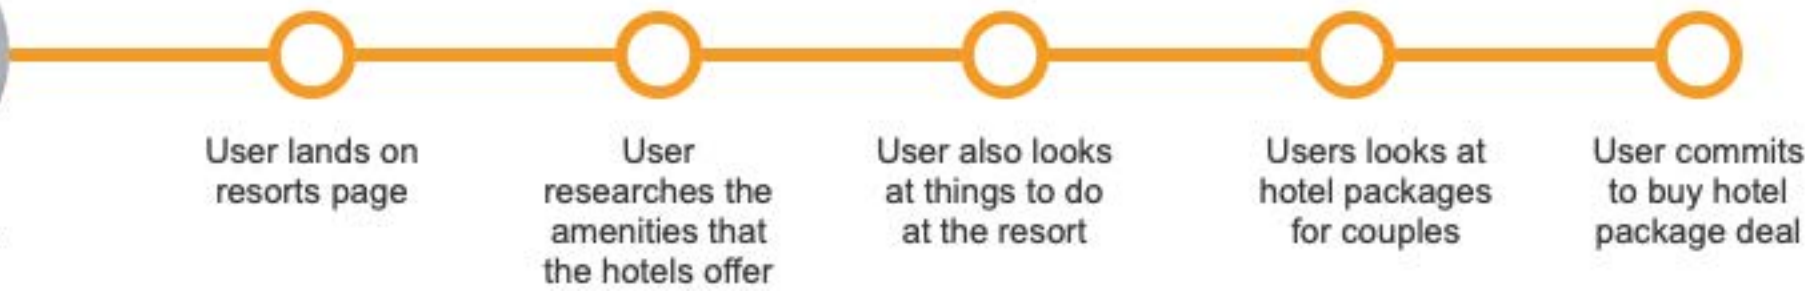 User lands on
resorts page
User
researches the
amenities that
the hotels offer
User also looks
at things to do
at the resort
Users looks at
hotel packages
for couples
User commits
to buy hotel
package deal